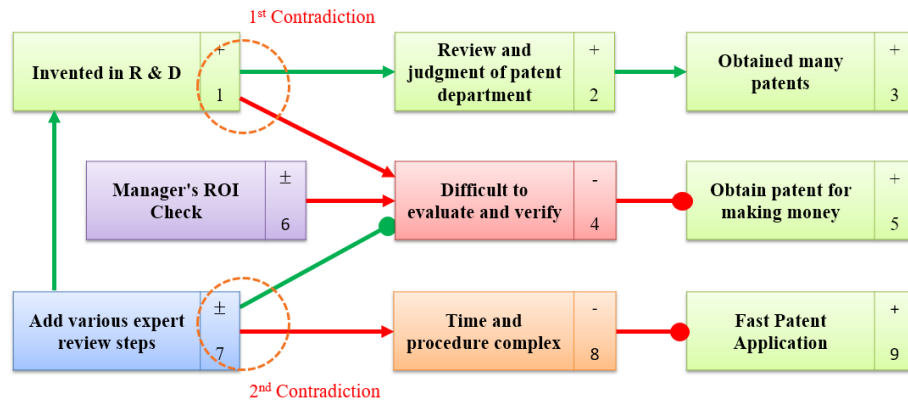 1st Contradiction
Invented in R & D
+
1
Review and
judgment of patent
department
+
2
Obtained many
patents
+
3
Manager's ROI
Check
±
6
Difficult to
evaluate and verify
-
4
Obtain patent for
making money
+
5
Add various expert
review steps
±
7
Time and
procedure complex
-
8
Fast Patent
Application
+
9
2nd Contradiction